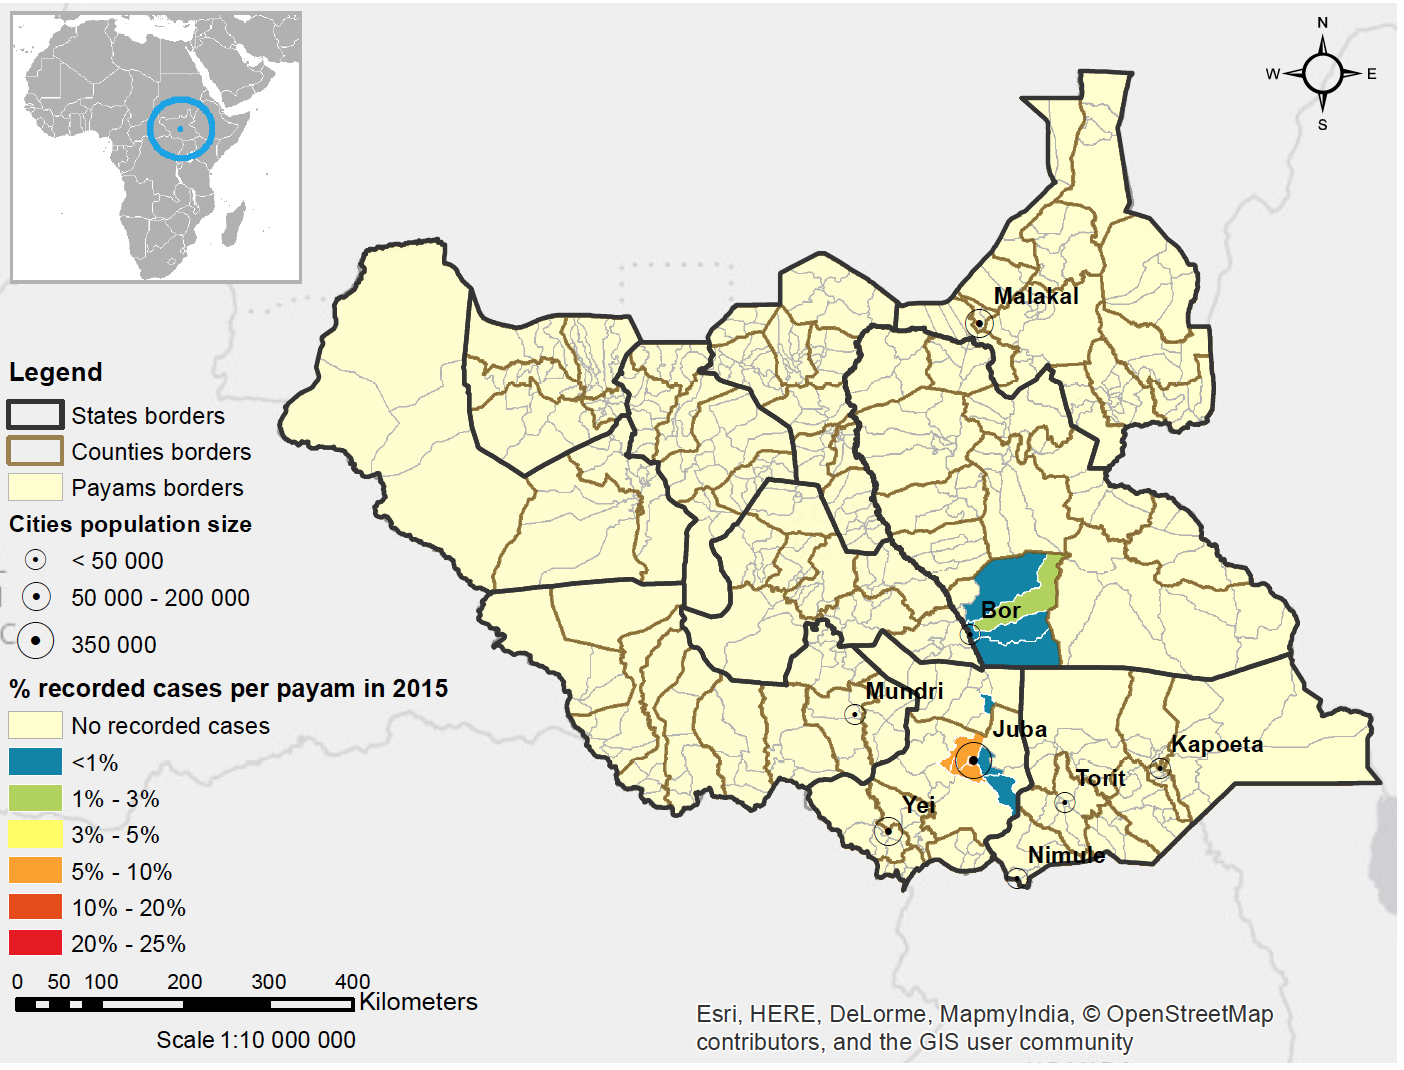 N
W E
S
Malakal
Bor
Mundri
Juba
Kapoeta
Torit
Yei
Nimule
Legend
States borders
Counties borders
Payams borders
Cities population size
< 50 000
50 000 - 200 000
350 000
% recorded cases per payam in 2015
No recorded cases
<1%
1% - 3%
3% - 5%
5% - 10%
10% - 20%
20% - 25%
0 50 100 200 300 400
Kilometers
Scale 1:10 000 000
Esri, HERE, DeLorme, MapmyIndia, © OpenStreetMap
contributors, and the GIS user community